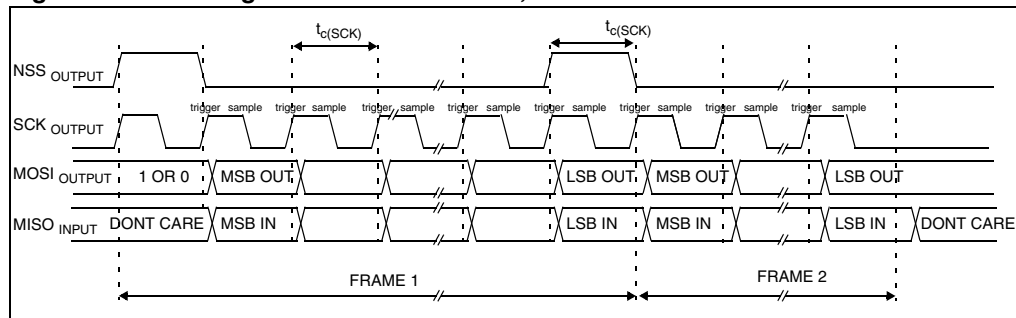 tc(SCK) tc(SCK)
NSS OUTPUT
trigger sample trigger sample trigger sample trigger sample trigger sample trigger sample trigger sample trigger sample
SCK OUTPUT
MOSI OUTPUT 1 OR 0 MSB OUT LSB OUT MSB OUT LSB OUT
MISO INPUT DONT CARE MSB IN LSB IN MSB IN LSB IN DONT CARE
FRAME 1 FRAME 2